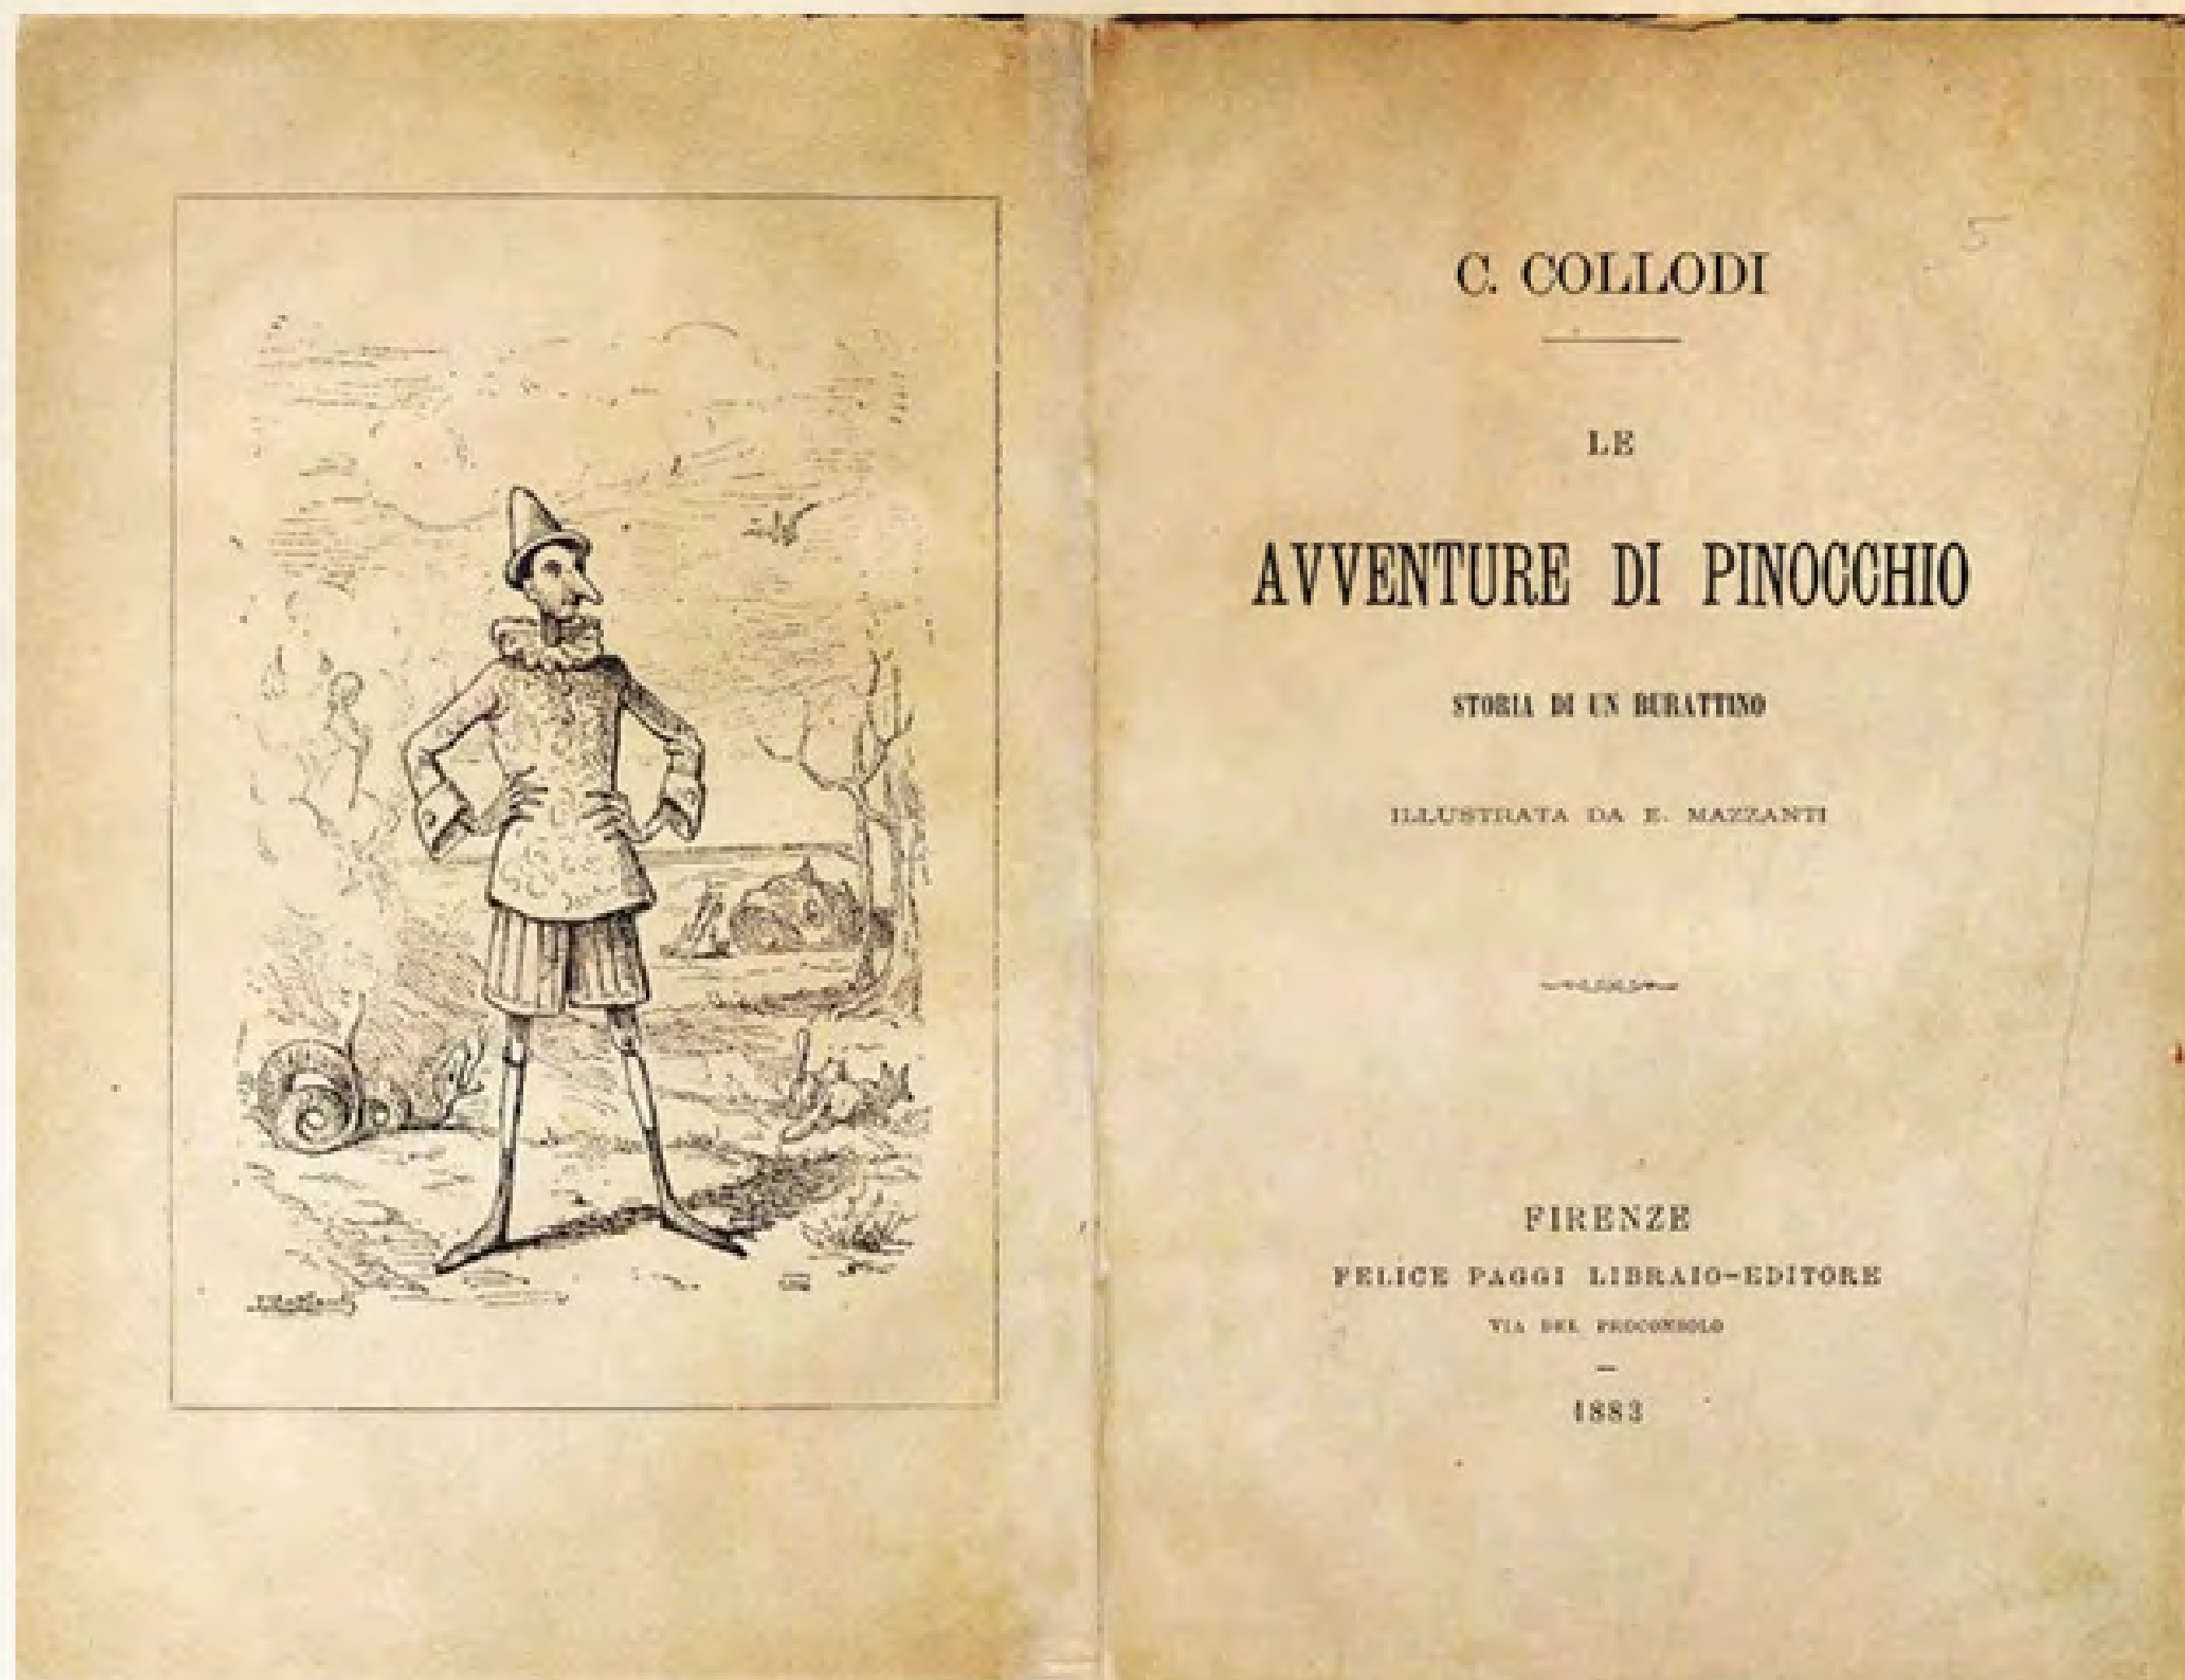 5
C. COLLODI
LE
AVVENTURE DI PINOCCHIO
STORIA DI UN BURATTINO
ILLUSTRATA DA E. MAZZANTI
FIRENZE
FELICE PAGGI LIBRAIO-EDITORE
VIA DEL PROCONSOLO
1883